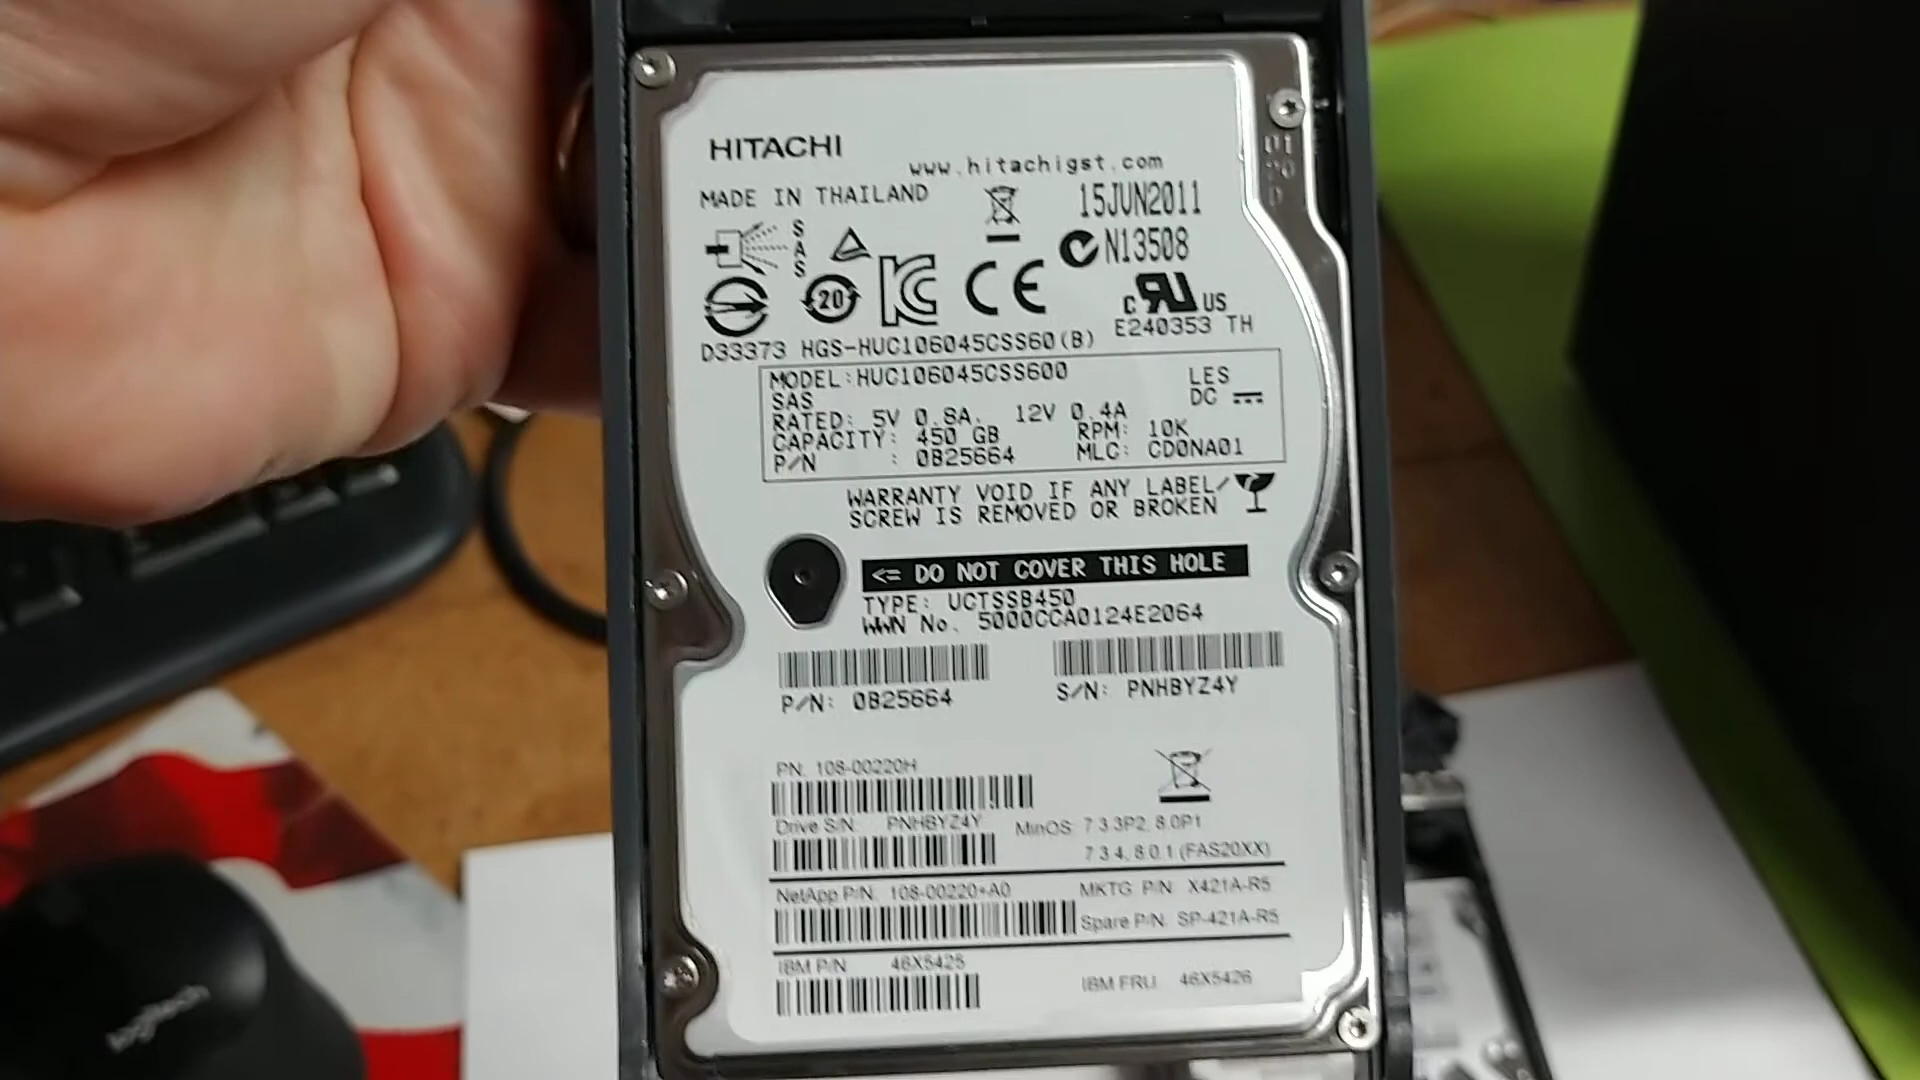 HITACHI
www.hitachigst.com
MADE IN THAILAND
15JUN2011
SAS
N13508
20
CE
c RU US
E240353 TH
D33373 HGS-HUC106045CSS60(B)
MODEL:HUC106045CSS600 LES
SAS DC
RATED: 5V 0.8A, 12V 0.4A
CAPACITY: 450 GB RPM: 10K
P/N : 0B25664 MLC: CD0NA01
WARRANTY VOID IF ANY LABEL/
SCREW IS REMOVED OR BROKEN
<= DO NOT COVER THIS HOLE
TYPE: UCTSSB450
WWN No. 5000CCA0124E2064
P/N: 0B25664 S/N: PNHBYZ4Y
PN: 108-00220H
Drive S/N: PNHBYZ4Y MinOS: 7.3.3P2, 8.0P1
7.3.4, 8.0.1 (FAS20XX)
NetApp P/N: 108-00220+A0 MKTG P/N: X421A-R5
Spare P/N: SP-421A-R5
IBM P/N 46X5425
IBM FRU 46X5426
logitech